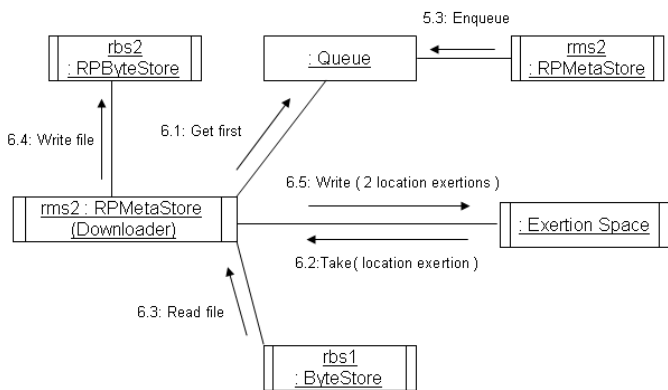 5.3: Enqueue
rbs2
: RPByteStore
: Queue
rms2
: RPMetaStore
6.4: Write file
6.1: Get first
6.5: Write ( 2 location exertions )
rms2 : RPMetaStore
(Downloader)
: Exertion Space
6.2:Take( location exertion )
6.3: Read file
rbs1
: ByteStore